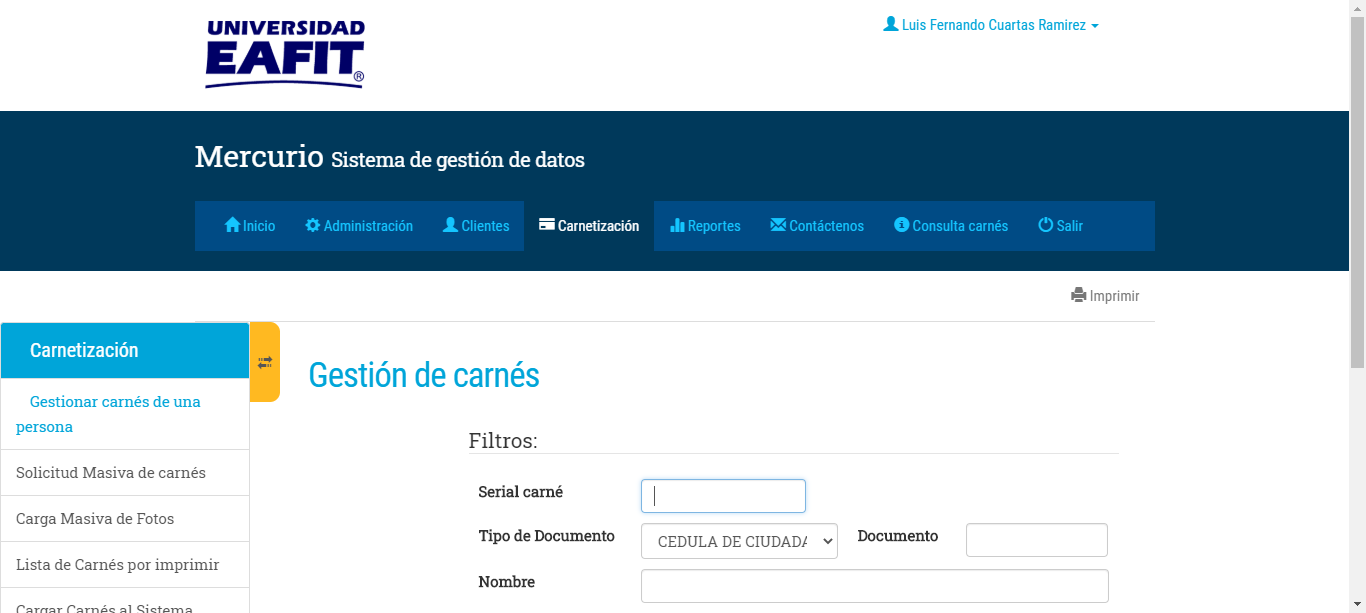 UNIVERSIDAD
EAFIT®
Luis Fernando Cuartas Ramirez
Mercurio Sistema de gestión de datos
Inicio Administración Clientes Carnetización Reportes Contáctenos Consulta carnés Salir
Imprimir
Carnetización
Gestionar carnés de una
persona
Solicitud Masiva de carnés
Carga Masiva de Fotos
Lista de Carnés por imprimir
Cargar Carnés al Sistema
Gestión de carnés
Filtros:
Serial carné
Tipo de Documento CEDULA DE CIUDADA Documento
Nombre